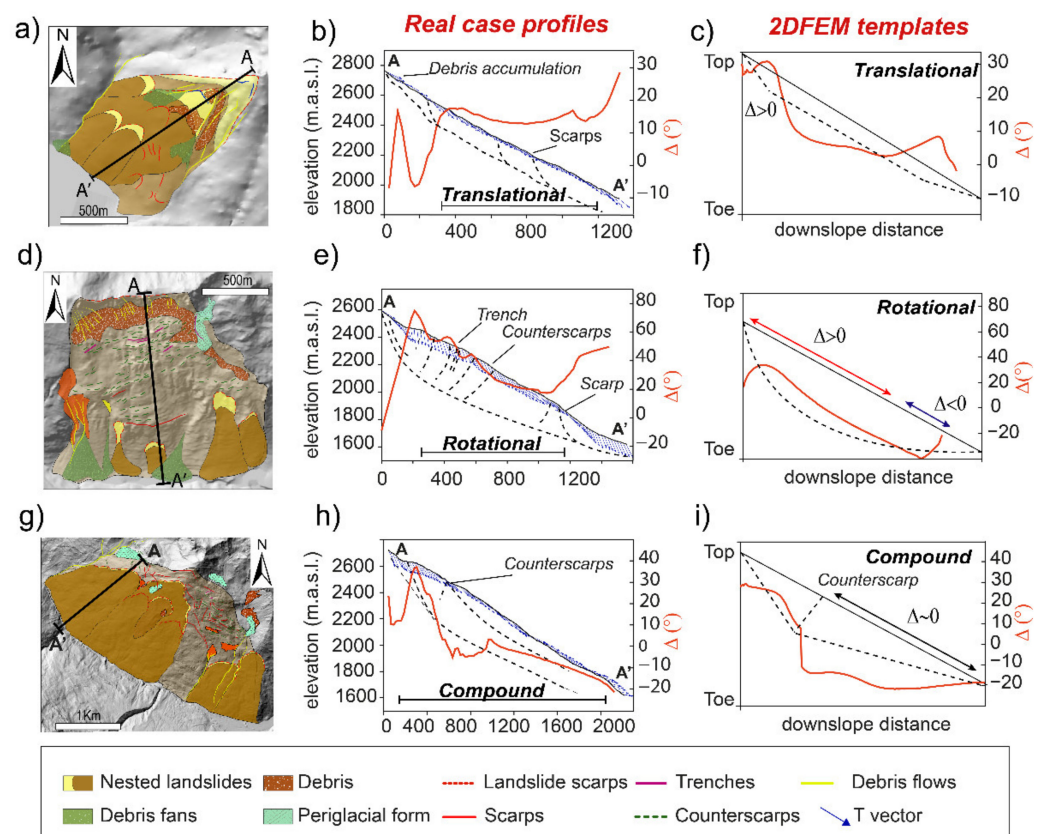 Real case profiles
2DFEM templates
a)
N
A
A'
500m
b)
2800
2600
2400
2200
2000
1800
elevation (m.a.s.l.)
A
Debris accumulation
Scarps
A'
Translational
0
400
800
1200
30
20
10
0
−10
Δ (°)
c)
Top
Translational
Δ>0
Toe
downslope distance
30
20
10
0
−10
Δ (°)
d)
N
A
500m
A'
e)
2600
2400
2200
2000
1800
1600
elevation (m.a.s.l.)
A
Trench
Counterscarps
Scarp
A'
Rotational
0
400
800
1200
80
60
40
20
0
−20
Δ(°)
f)
Top
Rotational
Δ>0
Δ<0
Toe
downslope distance
80
60
40
20
0
−20
Δ(°)
g)
N
A
A'
1Km
h)
2600
2400
2200
2000
1800
1600
elevation (m.a.s.l.)
A
Counterscarps
A'
Compound
0
400
800
1200
1600
2000
40
30
20
10
0
−10
−20
Δ (°)
i)
Top
Compound
Counterscarp
Δ~0
Toe
downslope distance
40
30
20
10
0
−10
−20
Δ (°)
Nested landslides
Debris
Landslide scarps
Trenches
Debris flows
Debris fans
Periglacial form
Scarps
Counterscarps
T vector